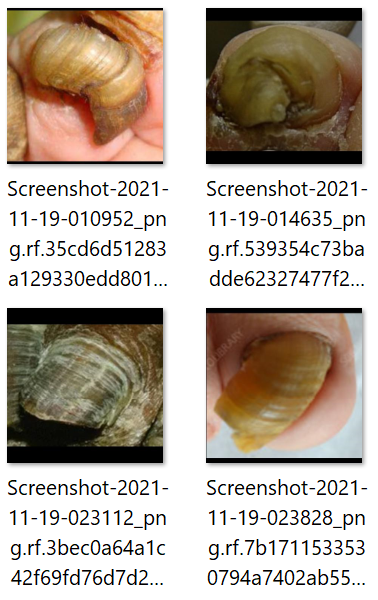 Screenshot-2021-
11-19-010952_pn
g.rf.35cd6d51283
a129330edd801...
Screenshot-2021-
11-19-014635_pn
g.rf.539354c73ba
dde62327477f2...
Screenshot-2021-
11-19-023112_pn
g.rf.3bec0a64a1c
42f69fd76d7d2...
Screenshot-2021-
11-19-023828_pn
g.rf.7b171153353
0794a7402ab55...